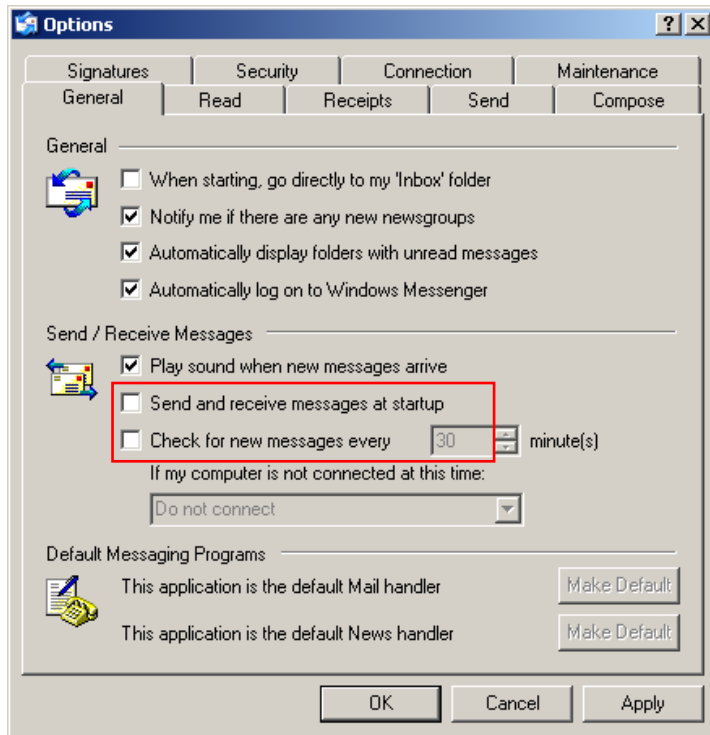 Options
Signatures Security Connection Maintenance
General Read Receipts Send Compose
General
When starting, go directly to my 'Inbox' folder
Notify me if there are any new newsgroups
Automatically display folders with unread messages
Automatically log on to Windows Messenger
Send / Receive Messages
Play sound when new messages arrive
Send and receive messages at startup
Check for new messages every 30 minute(s)
If my computer is not connected at this time:
Do not connect
Default Messaging Programs
This application is the default Mail handler Make Default
This application is the default News handler Make Default
OK Cancel Apply